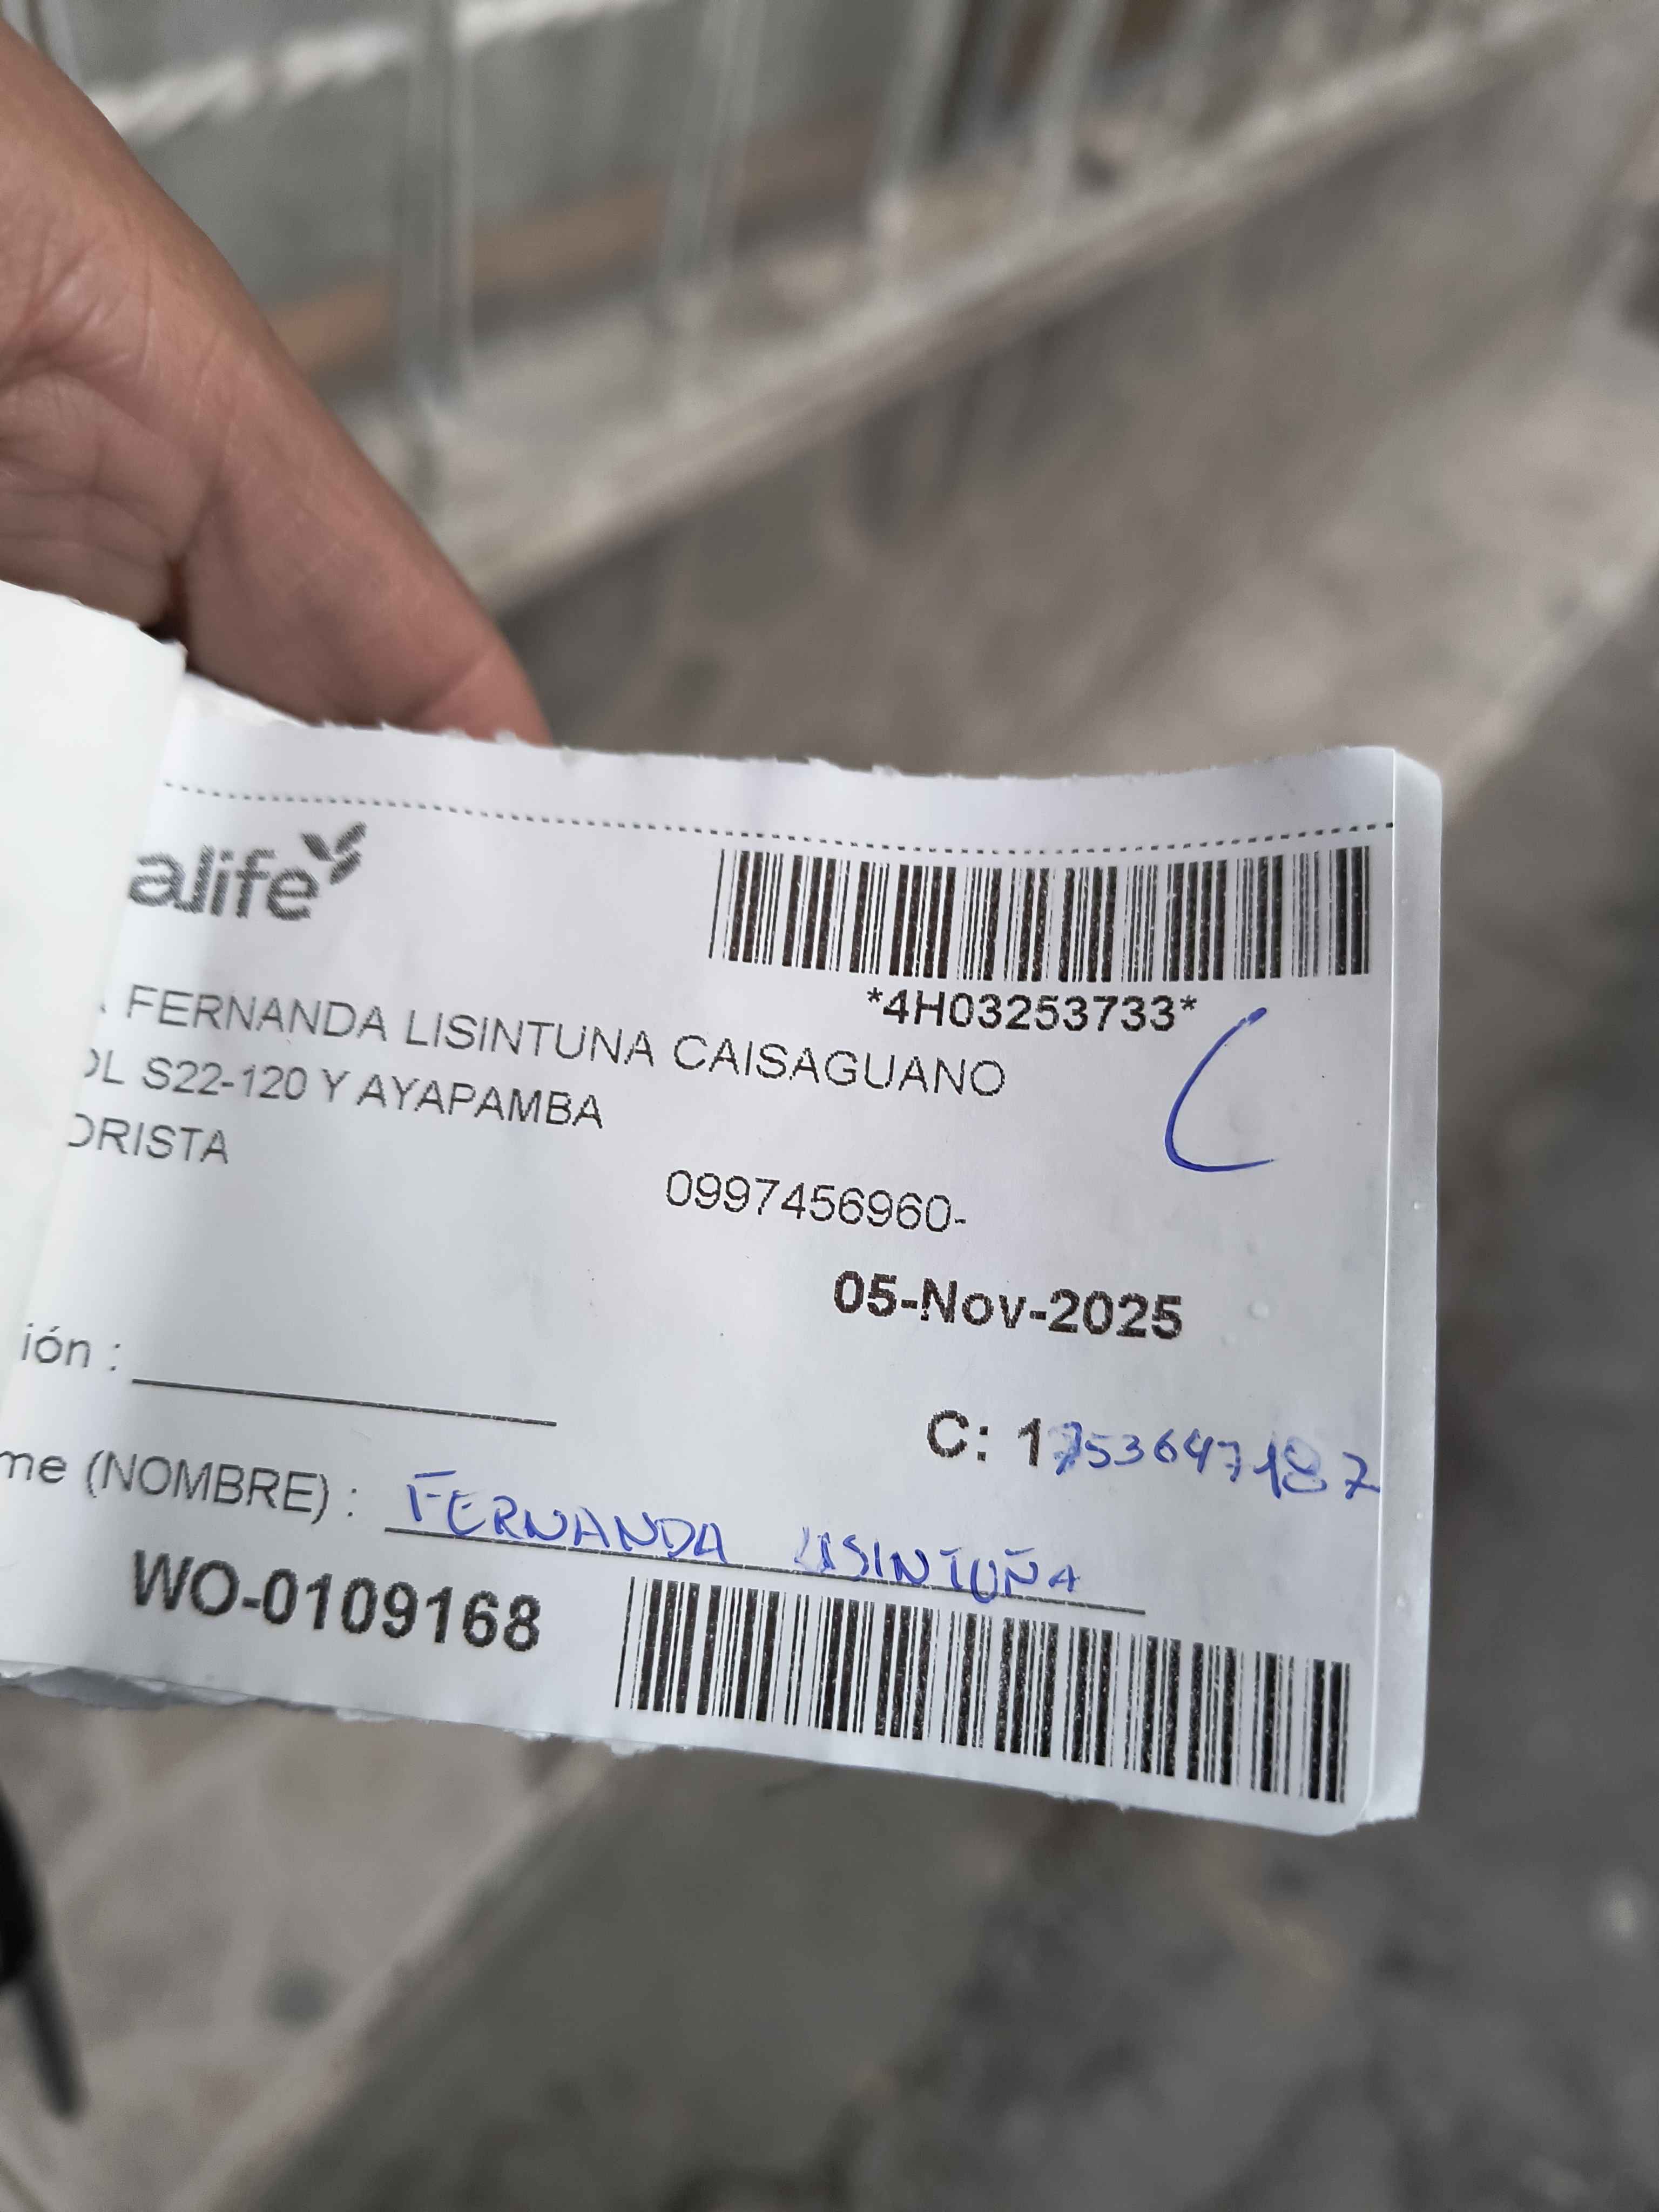 alife
*4H03253733*
FERNANDA LISINTUNA CAISAGUANO
OL S22-120 Y AYAPAMBA
ORISTA
0997456960-
05-Nov-2025
ión :
C: 1753647187
me (NOMBRE) : FERNANDA LISINTUÑA
WO-0109168